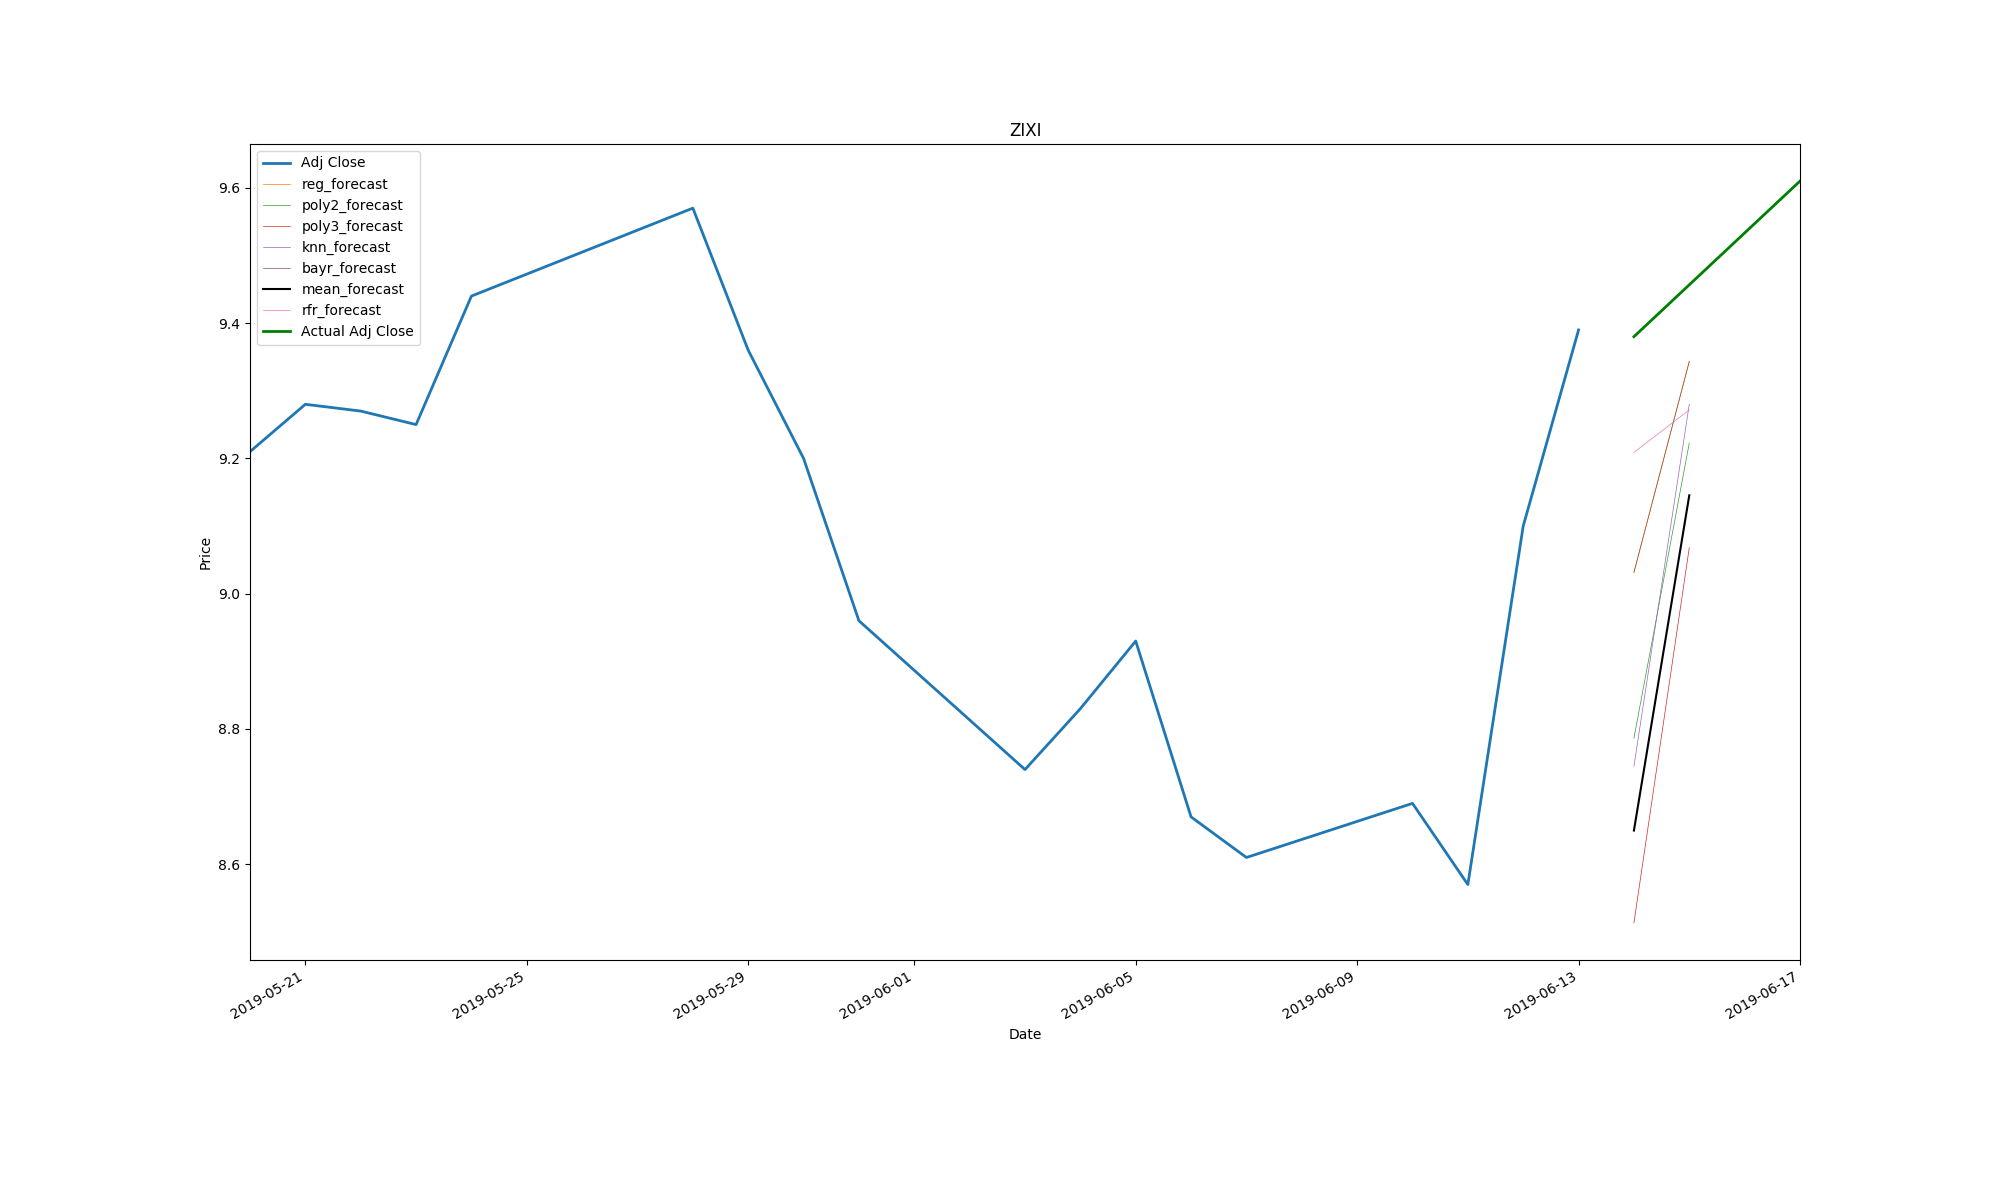 ZIXI
Adj Close
reg_forecast
poly2_forecast
poly3_forecast
knn_forecast
bayr_forecast
mean_forecast
rfr_forecast
Actual Adj Close
9.6
9.4
9.2
9.0
8.8
8.6
Price
2019-05-21
2019-05-25
2019-05-29
2019-06-01
2019-06-05
2019-06-09
2019-06-13
2019-06-17
Date